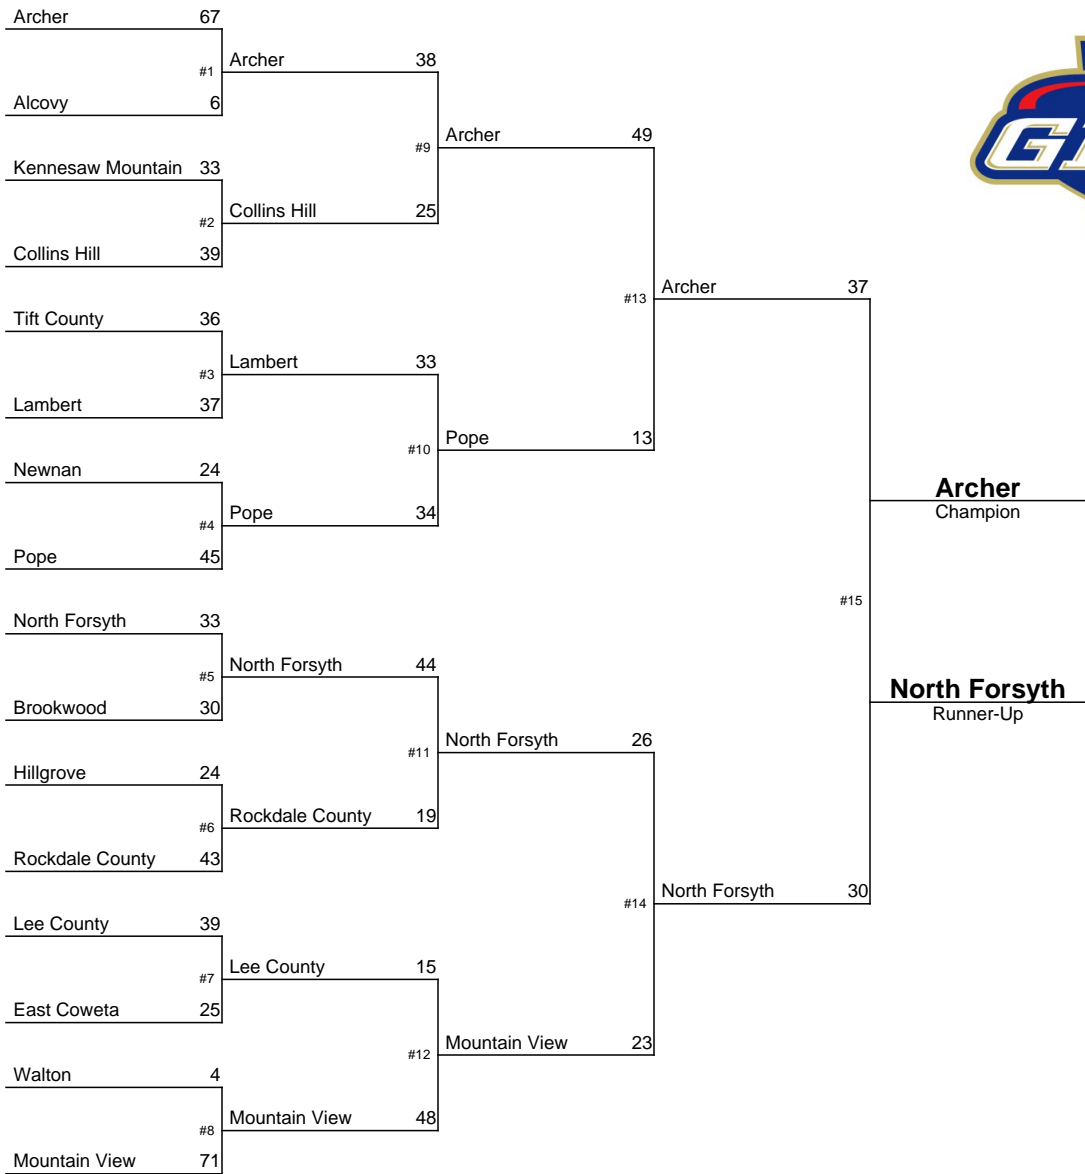 Archer 67
#1
Alcovy 6
Archer 38
Kennesaw Mountain 33
#2
Collins Hill 39
Collins Hill 25
#9
Archer 49
Tift County 36
#3
Lambert 37
Lambert 33
Newnan 24
#4
Pope 45
Pope 34
#10
Pope 13
#13
Archer 37
North Forsyth 33
#5
Brookwood 30
North Forsyth 44
Hillgrove 24
#6
Rockdale County 43
Rockdale County 19
#11
North Forsyth 26
Lee County 39
#7
East Coweta 25
Lee County 15
Walton 4
#8
Mountain View 71
Mountain View 48
#12
Mountain View 23
#14
North Forsyth 30
#15
Archer
Champion
North Forsyth
Runner-Up